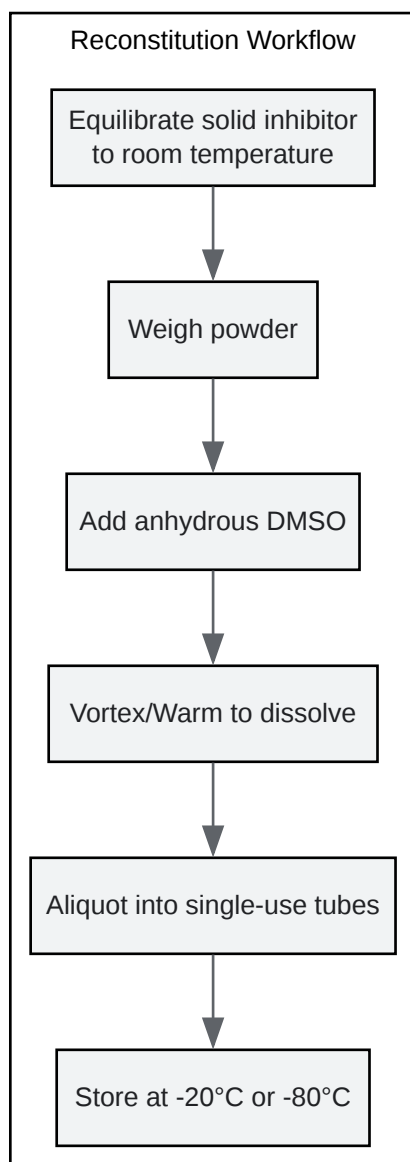 Reconstitution Workflow
Equilibrate solid inhibitor
to room temperature
Weigh powder
Add anhydrous DMSO
Vortex/Warm to dissolve
Aliquot into single-use tubes
Store at -20°C or -80°C